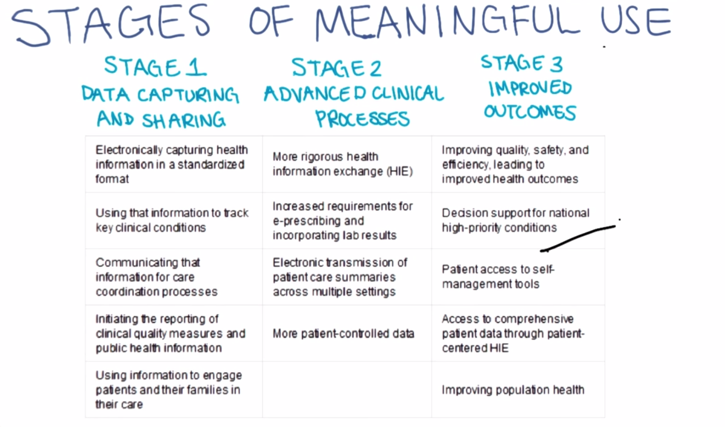 STAGES OF MEANINGFUL USE
STAGE 1
DATA CAPTURING
AND SHARING
STAGE 2
ADVANCED CLINICAL
PROCESSES
STAGE 3
IMPROVED
OUTCOMES
Electronically capturing health
information in a standardized
format
More rigorous health
information exchange (HIE)
Improving quality, safety, and
efficiency, leading to
improved health outcomes
Using that information to track
key clinical conditions
Increased requirements for
e-prescribing and
incorporating lab results
Decision support for national
high-priority conditions
Communicating that
information for care
coordination processes
Electronic transmission of
patient care summaries
across multiple settings
Patient access to self-
management tools
Initiating the reporting of
clinical quality measures and
public health information
More patient-controlled data
Access to comprehensive
patient data through patient-
centered HIE
Using information to engage
patients and their families in
their care
Improving population health